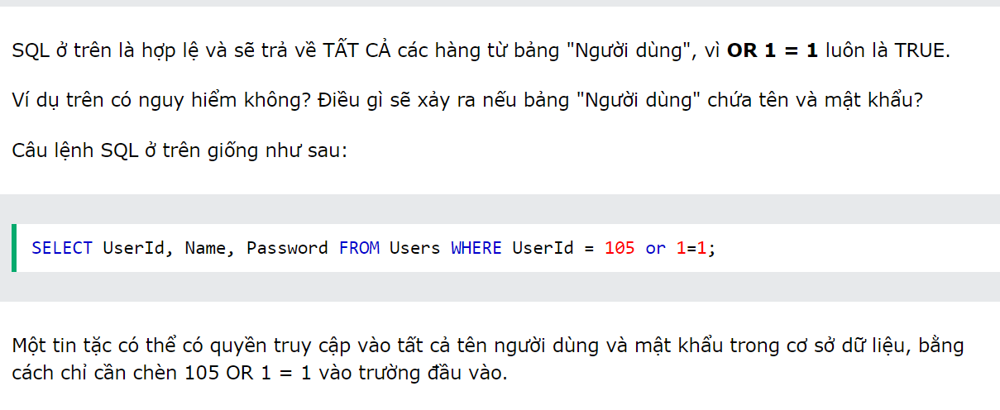 SQL ở trên là hợp lệ và sẽ trả về TẤT CẢ các hàng từ bảng "Người dùng", vì OR 1 = 1 luôn là TRUE.
Ví dụ trên có nguy hiểm không? Điều gì sẽ xảy ra nếu bảng "Người dùng" chứa tên và mật khẩu?
Câu lệnh SQL ở trên giống như sau:
SELECT UserId, Name, Password FROM Users WHERE UserId = 105 or 1=1;
Một tin tặc có thể có quyền truy cập vào tất cả tên người dùng và mật khẩu trong cơ sở dữ liệu, bằng
cách chỉ cần chèn 105 OR 1 = 1 vào trường đầu vào.